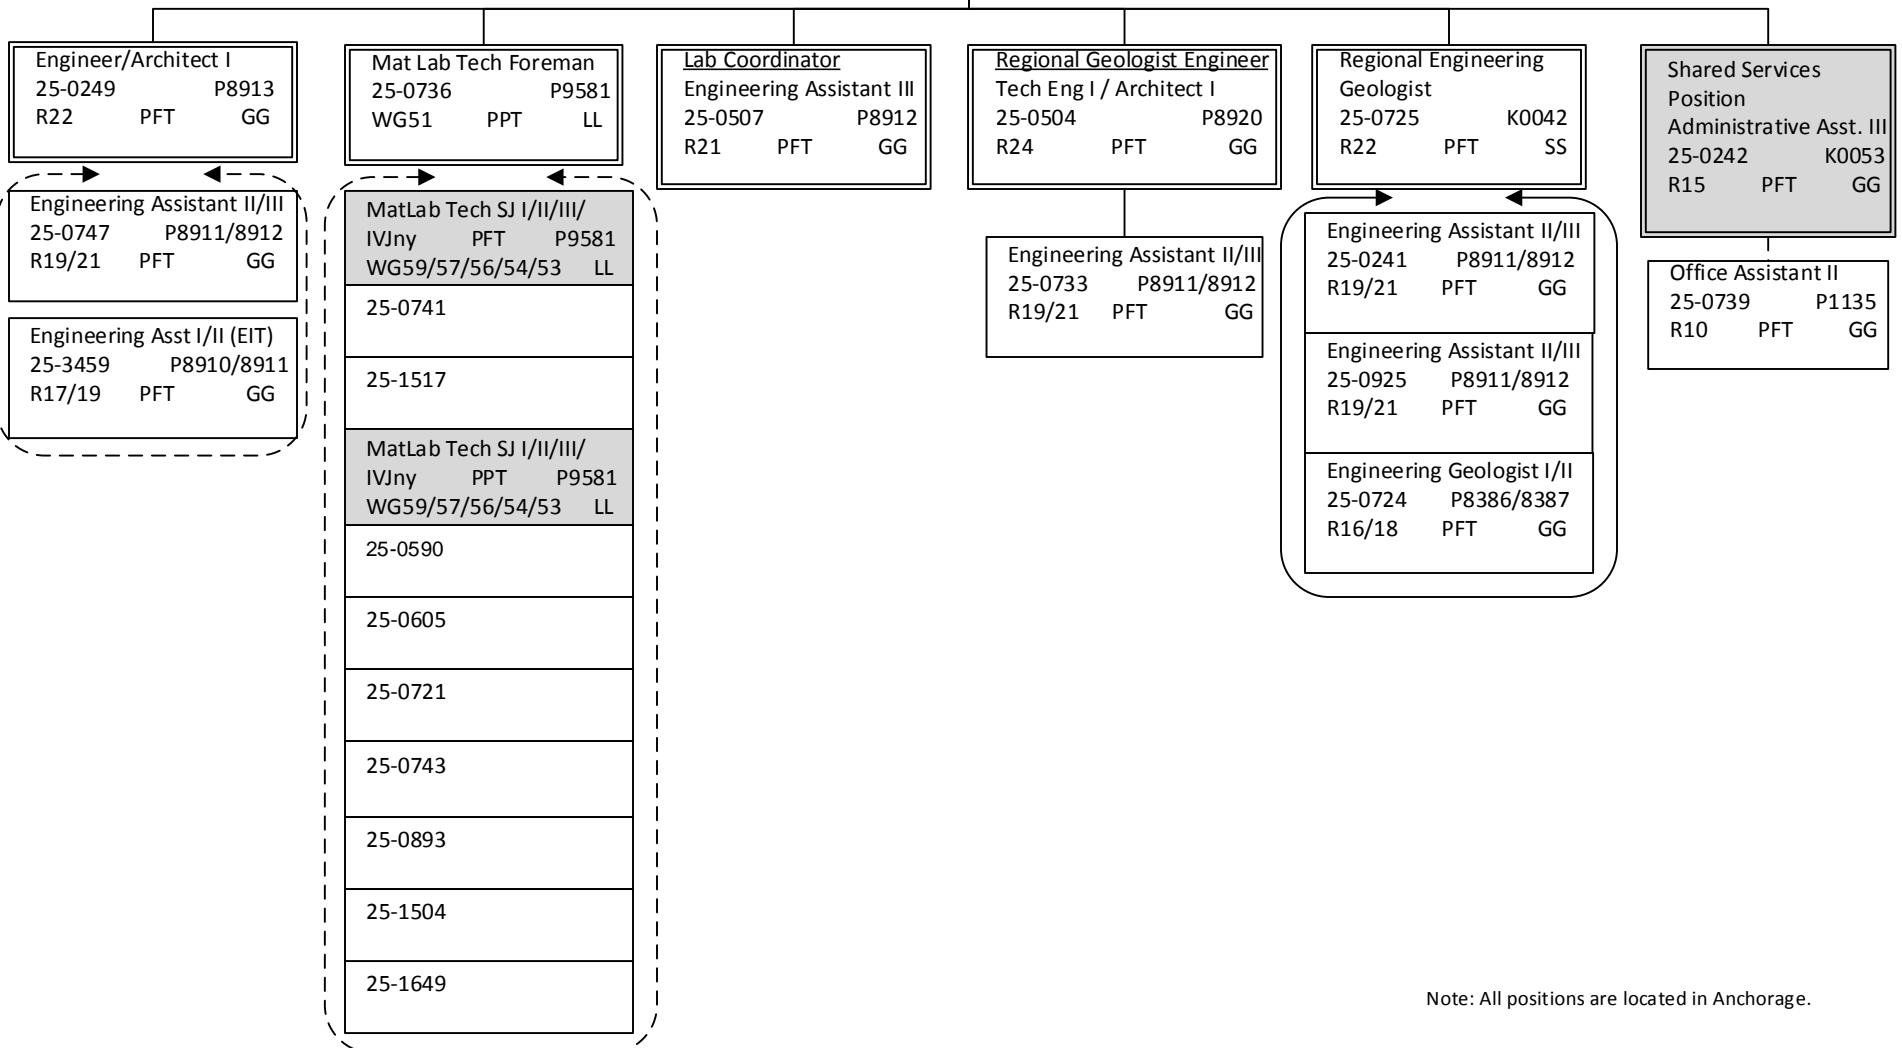 Engineer/Architect I
25-0249 P8913
R22 PFT GG
Engineering Assistant II/III
25-0747 P8911/8912
R19/21 PFT GG
Engineering Asst I/II (EIT)
25-3459 P8910/8911
R17/19 PFT GG
Mat Lab Tech Foreman
25-0736 P9581
WG51 PPT LL
MatLab Tech SJ I/II/III/
IVJny PFT P9581
WG59/57/56/54/53 LL
25-0741
25-1517
MatLab Tech SJ I/II/III/
IVJny PPT P9581
WG59/57/56/54/53 LL
25-0590
25-0605
25-0721
25-0743
25-0893
25-1504
25-1649
Lab Coordinator
Engineering Assistant III
25-0507 P8912
R21 PFT GG
Regional Geologist Engineer
Tech Eng I / Architect I
25-0504 P8920
R24 PFT GG
Engineering Assistant II/III
25-0733 P8911/8912
R19/21 PFT GG
Regional Engineering
Geologist
25-0725 K0042
R22 PFT SS
Engineering Assistant II/III
25-0241 P8911/8912
R19/21 PFT GG
Engineering Assistant II/III
25-0925 P8911/8912
R19/21 PFT GG
Engineering Geologist I/II
25-0724 P8386/8387
R16/18 PFT GG
Shared Services
Position
Administrative Asst. III
25-0242 K0053
R15 PFT GG
Office Assistant II
25-0739 P1135
R10 PFT GG
Note: All positions are located in Anchorage.